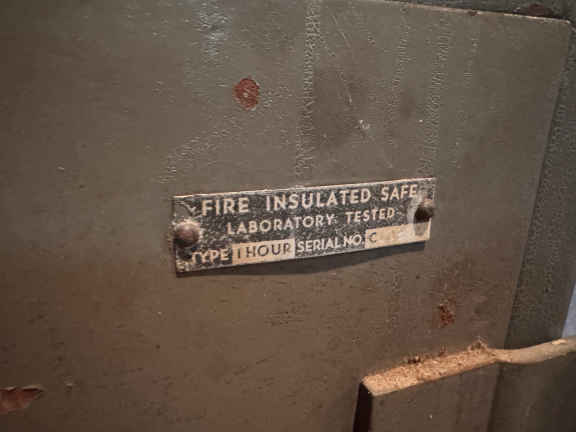 FIRE INSULATED SAFE
LABORATORY TESTED
TYPE 1 HOUR SERIAL NO. C